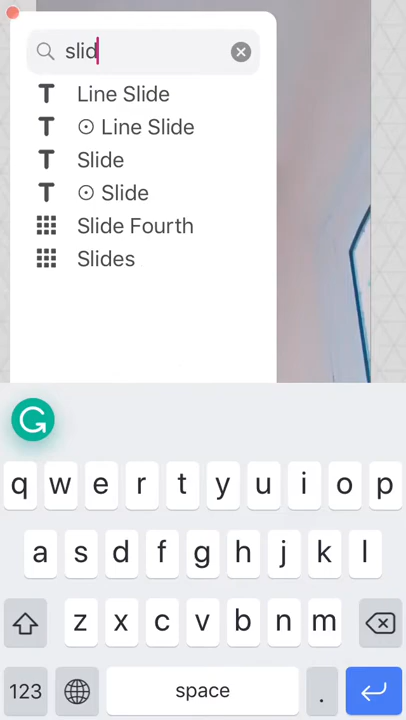 slid
T Line Slide
T ⊙ Line Slide
T Slide
T ⊙ Slide
Slide Fourth
Slides
G
q w e r t y u i o p
a s d f g h j k l
z x c v b n m
123 space .